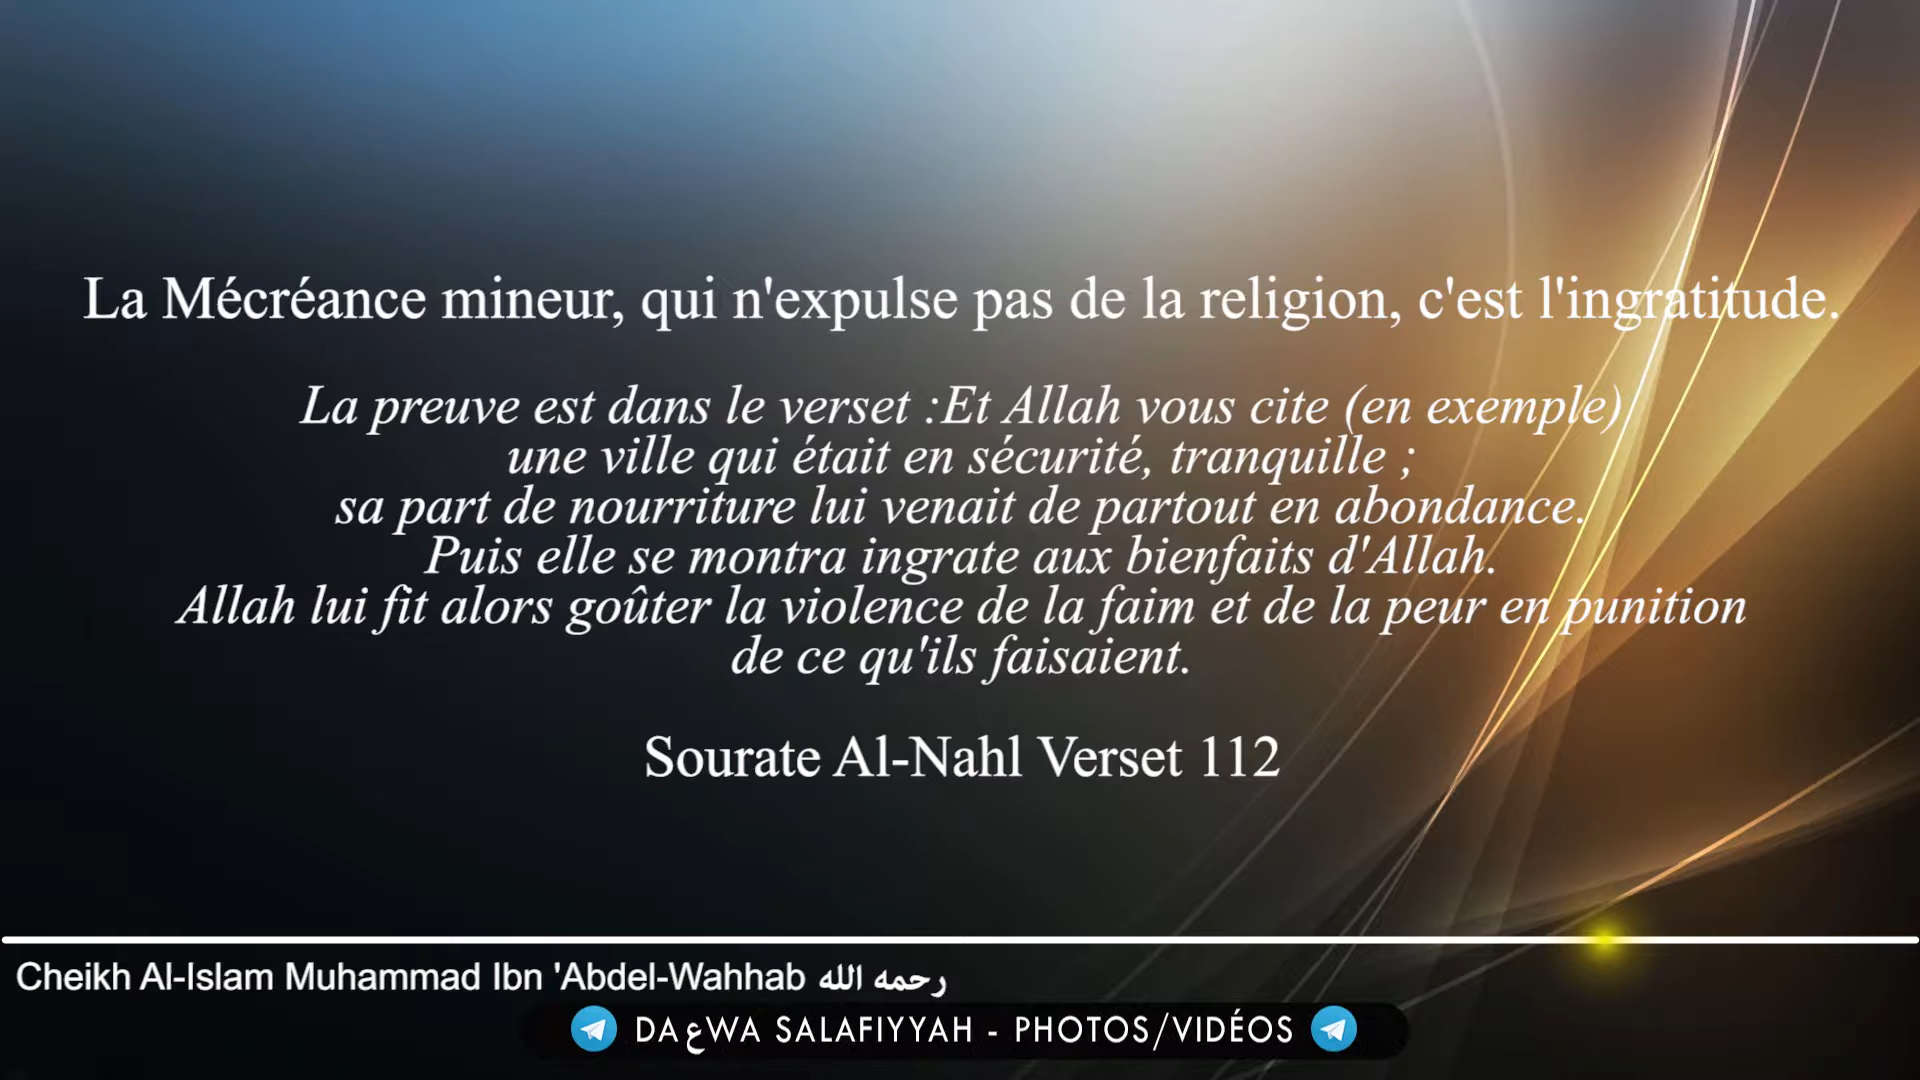 La Mécréance mineur, qui n'expulse pas de la religion, c'est l'ingratitude.
La preuve est dans le verset :Et Allah vous cite (en exemple)
une ville qui était en sécurité, tranquille ;
sa part de nourriture lui venait de partout en abondance.
Puis elle se montra ingrate aux bienfaits d'Allah.
Allah lui fit alors goûter la violence de la faim et de la peur en punition
de ce qu'ils faisaient.
Sourate Al-Nahl Verset 112
Cheikh Al-Islam Muhammad Ibn 'Abdel-Wahhab رحمه الله
DAعWA SALAFIYYAH - PHOTOS/VIDÉOS